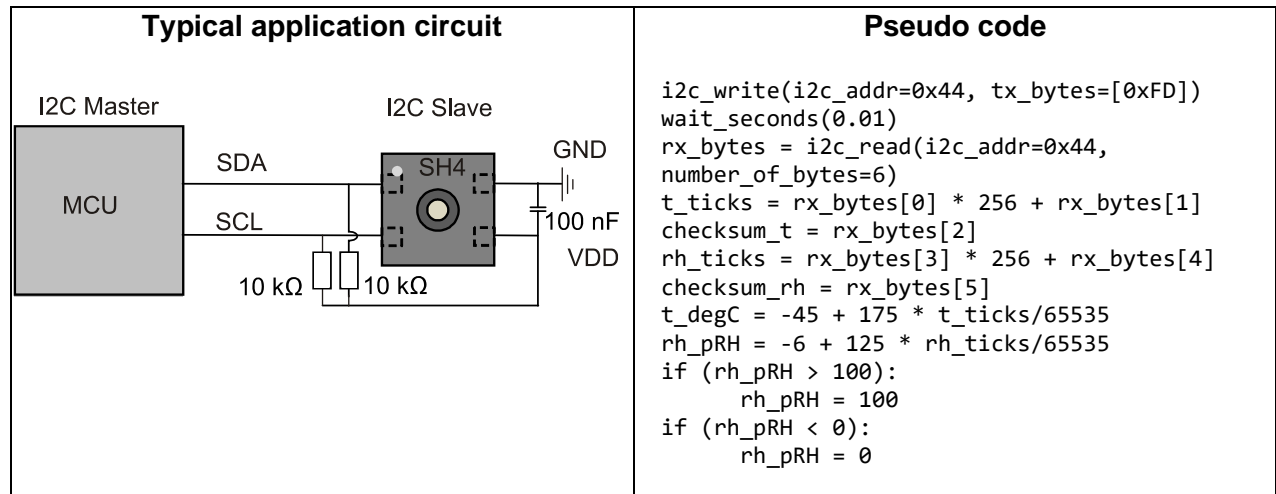 Typical application circuit
I2C Master
I2C Slave
MCU
SDA
SCL
SH4
GND
100 nF
VDD
10 kΩ
10 kΩ
Pseudo code
i2c_write(i2c_addr=0x44, tx_bytes=[0xFD])
wait_seconds(0.01)
rx_bytes = i2c_read(i2c_addr=0x44,
number_of_bytes=6)
t_ticks = rx_bytes[0] * 256 + rx_bytes[1]
checksum_t = rx_bytes[2]
rh_ticks = rx_bytes[3] * 256 + rx_bytes[4]
checksum_rh = rx_bytes[5]
t_degC = -45 + 175 * t_ticks/65535
rh_pRH = -6 + 125 * rh_ticks/65535
if (rh_pRH > 100):
rh_pRH = 100
if (rh_pRH < 0):
rh_pRH = 0